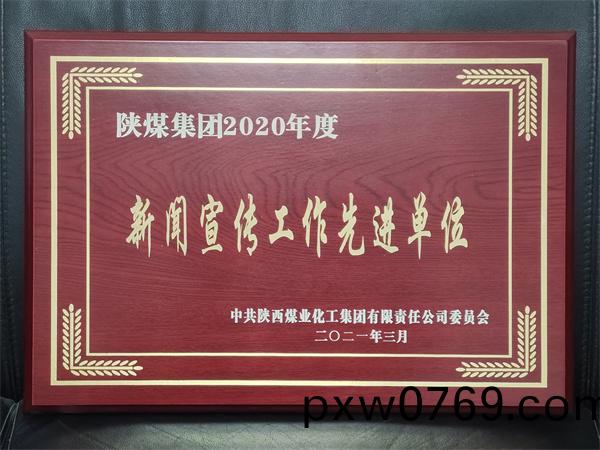 陕煤集团2020年度
新闻宣传工作先进单位
中共陕西煤业化工集团有限责任公司委员会
二〇二一年三月
pxw0769.com